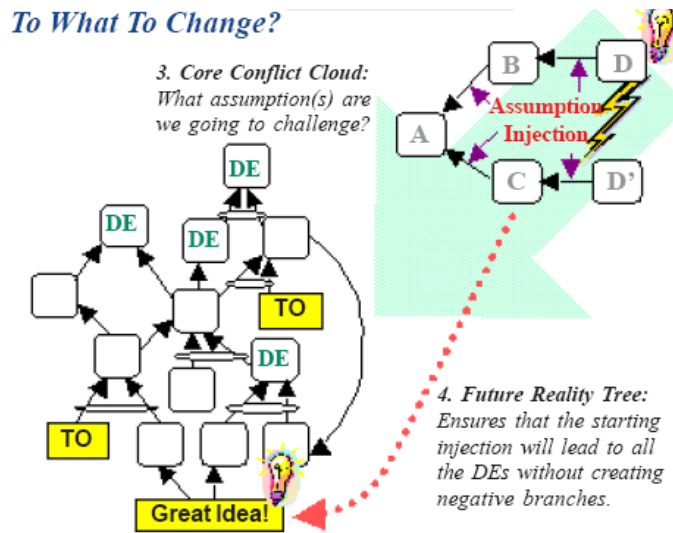 To What To Change?
3. Core Conflict Cloud:
What assumption(s) are
we going to challenge?
B
D
Assumption
Injection
A
C
D’
DE
DE
DE
TO
DE
TO
Great Idea!
4. Future Reality Tree:
Ensures that the starting
injection will lead to all
the DEs without creating
negative branches.